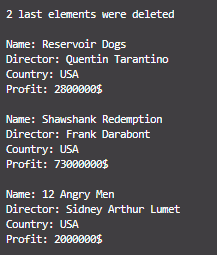 2 last elements were deleted
Name: Reservoir Dogs
Director: Quentin Tarantino
Country: USA
Profit: 2800000$
Name: Shawshank Redemption
Director: Frank Darabont
Country: USA
Profit: 73000000$
Name: 12 Angry Men
Director: Sidney Arthur Lumet
Country: USA
Profit: 2000000$